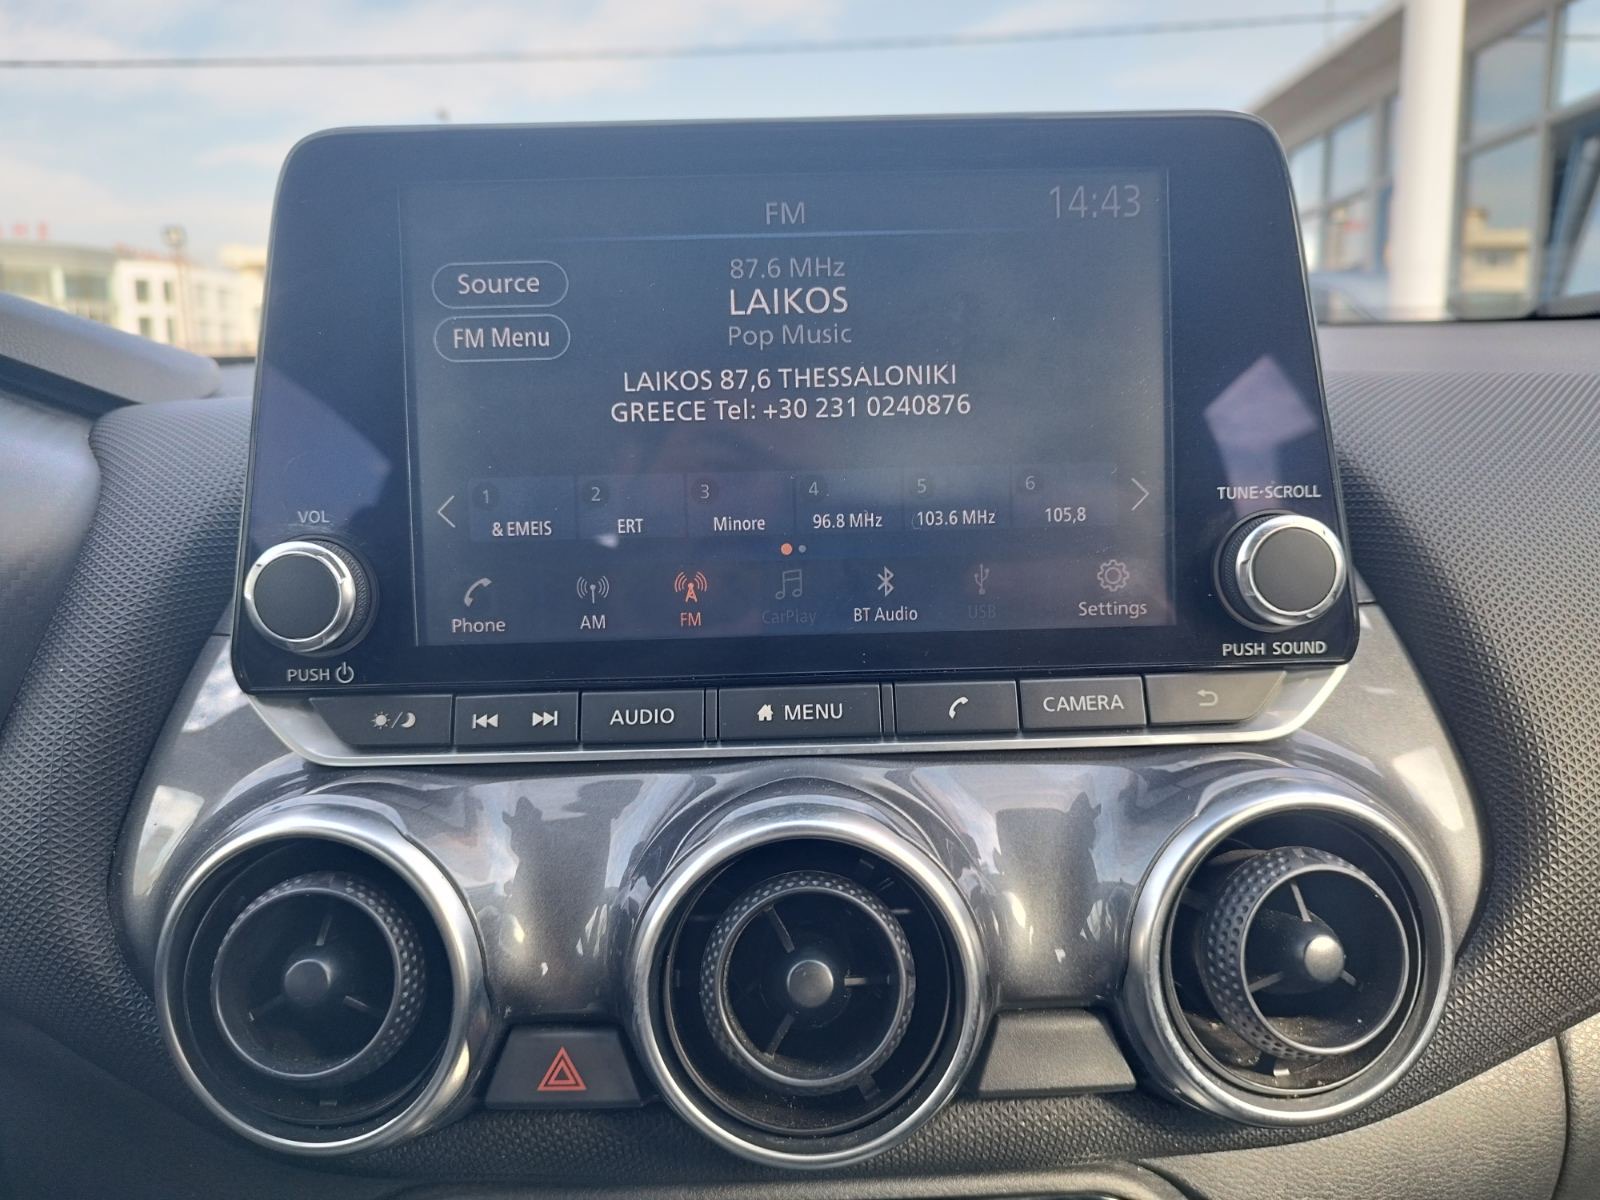 FM
14:43
Source
FM Menu
87.6 MHz
LAIKOS
Pop Music
LAIKOS 87,6 THESSALONIKI
GREECE Tel: +30 231 0240876
1 & EMEIS
2 ERT
3 Minore
4 96.8 MHz
5 103.6 MHz
6 105,8
Phone
AM
FM
CarPlay
BT Audio
USB
Settings
VOL
PUSH
TUNE·SCROLL
PUSH SOUND
AUDIO
MENU
CAMERA